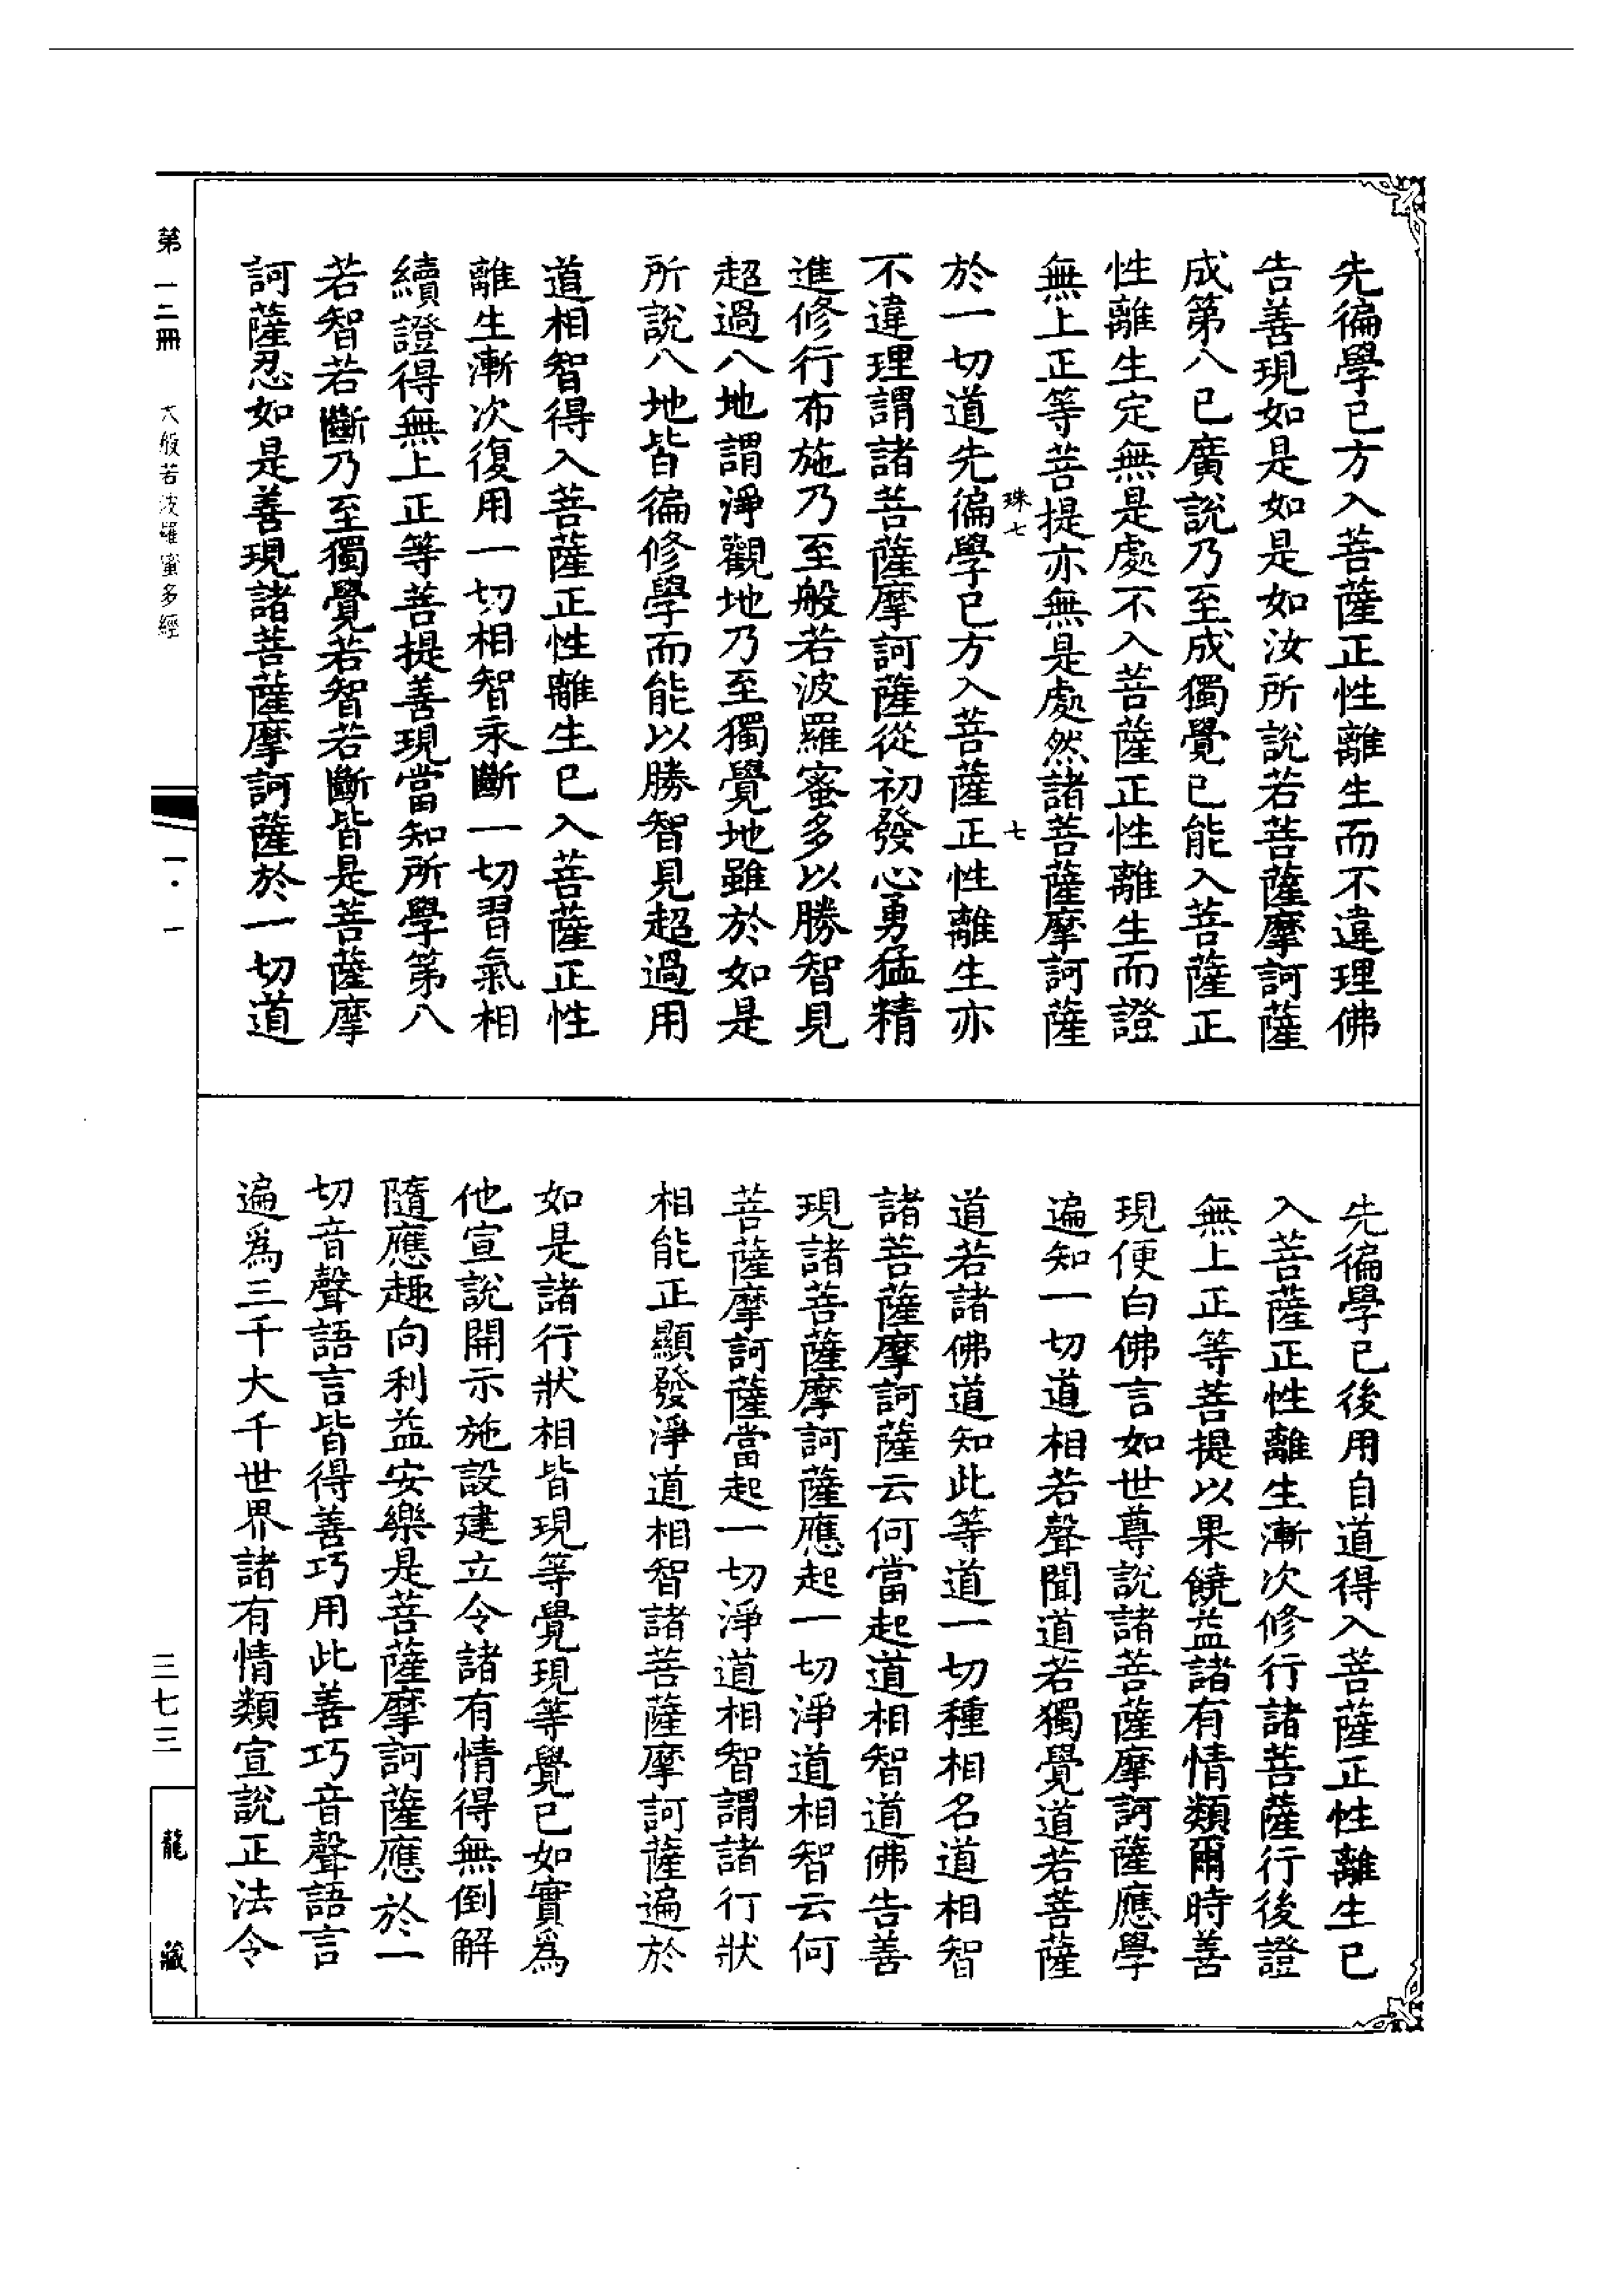 先徧學已方入菩薩正性離生而不違理佛
告善現如是如是如汝所說若菩薩摩訶薩
成第八已廣說乃至成獨覺已能入菩薩正
性離生定無是處不入菩薩正性離生而證
無上正等菩提亦無是處然諸菩薩摩訶薩
珠七 七
於一切道先徧學已方入菩薩正性離生亦
不違理謂諸菩薩摩訶薩從初發心勇猛精
進修行布施乃至般若波羅蜜多以勝智見
超過八地謂淨觀地乃至獨覺地雖於如是
所說八地皆徧修學而能以勝智見超過用
道相智得入菩薩正性離生已入菩薩正性
離生漸次復用一切相智永斷一切習氣相
續證得無上正等菩提善現當知所學第八
若智若斷乃至獨覺若智若斷皆是菩薩摩
訶薩忍如是善現諸菩薩摩訶薩於一切道
先徧學已後用自道得入菩薩正性離生已
入菩薩正性離生漸次修行諸菩薩行後證
無上正等菩提以果饒益諸有情類爾時善
現便白佛言如世尊說諸菩薩摩訶薩應學
遍知一切道相若聲聞道若獨覺道若菩薩
道若諸佛道知此等道一切種相名道相智
諸菩薩摩訶薩云何當起道相智道佛告善
現諸菩薩摩訶薩應起一切淨道相智云何
菩薩摩訶薩當起一切淨道相智謂諸行狀
相能正顯發淨道相智諸菩薩摩訶薩遍於
如是諸行狀相皆現等覺現等覺已如實爲
他宣說開示施設建立令諸有情得無倒解
隨應趣向利益安樂是菩薩摩訶薩應於一
切音聲語言皆得善巧用此善巧音聲語言
遍爲三千大千世界諸有情類宣說正法令
第一二冊 大般若波羅蜜多經 一·一 三七三 龍藏